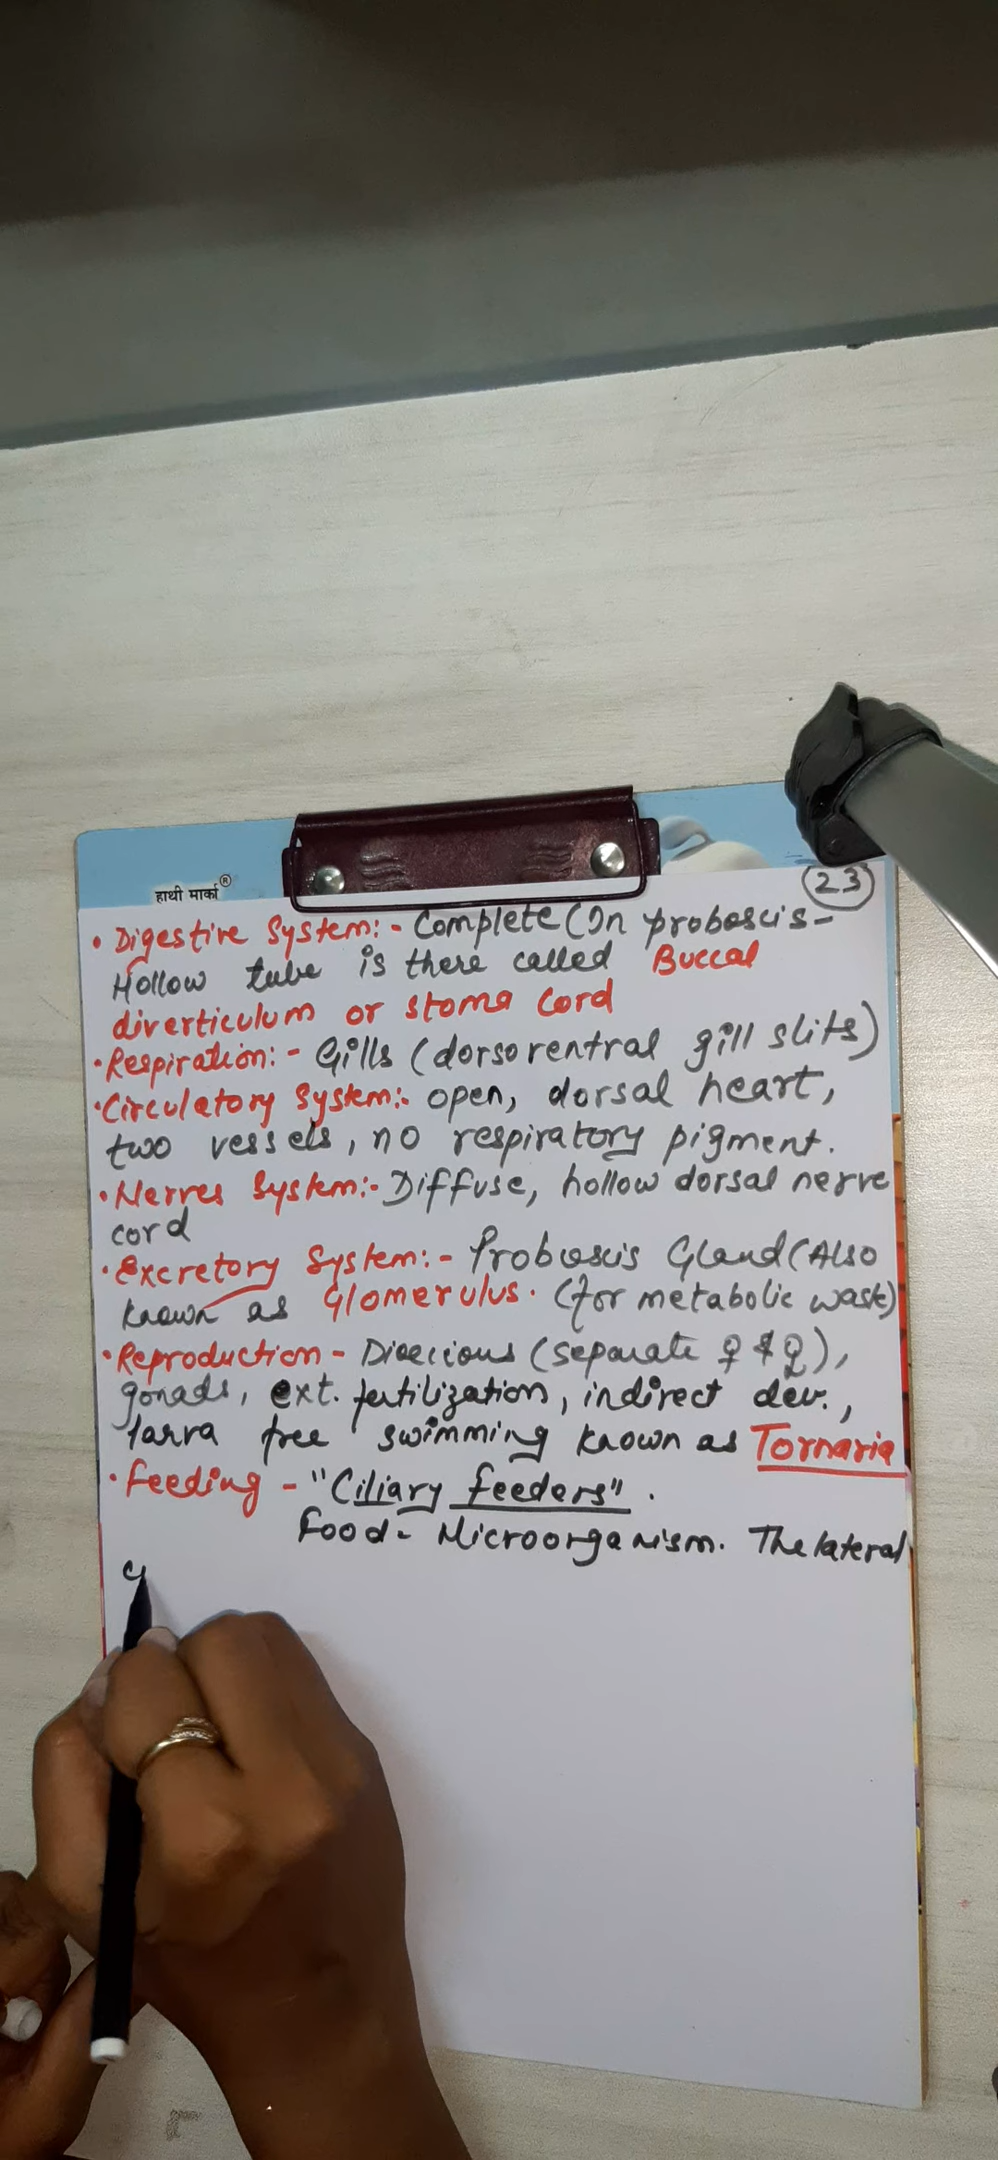 हाथी मार्का®
23
• Digestive System:- Complete (In proboscis-
Hollow tube is there called Buccal
diverticulum or stoma cord
• Respiration:- Gills (dorsoventral gill slits)
• Circulatory System:- open, dorsal heart,
two vessels, no respiratory pigment.
• Nerves System:- Diffuse, hollow dorsal nerve
cord
• Excretory System:- Proboscis Gland (Also
known as Glomerulus. (for metabolic waste)
• Reproduction - Dioecious (separate ♀ & ♀),
gonads, ext. fertilization, indirect dev.,
larva free swimming known as Tornaria
• Feeding - "Ciliary feeders".
Food - Microorganism. The lateral